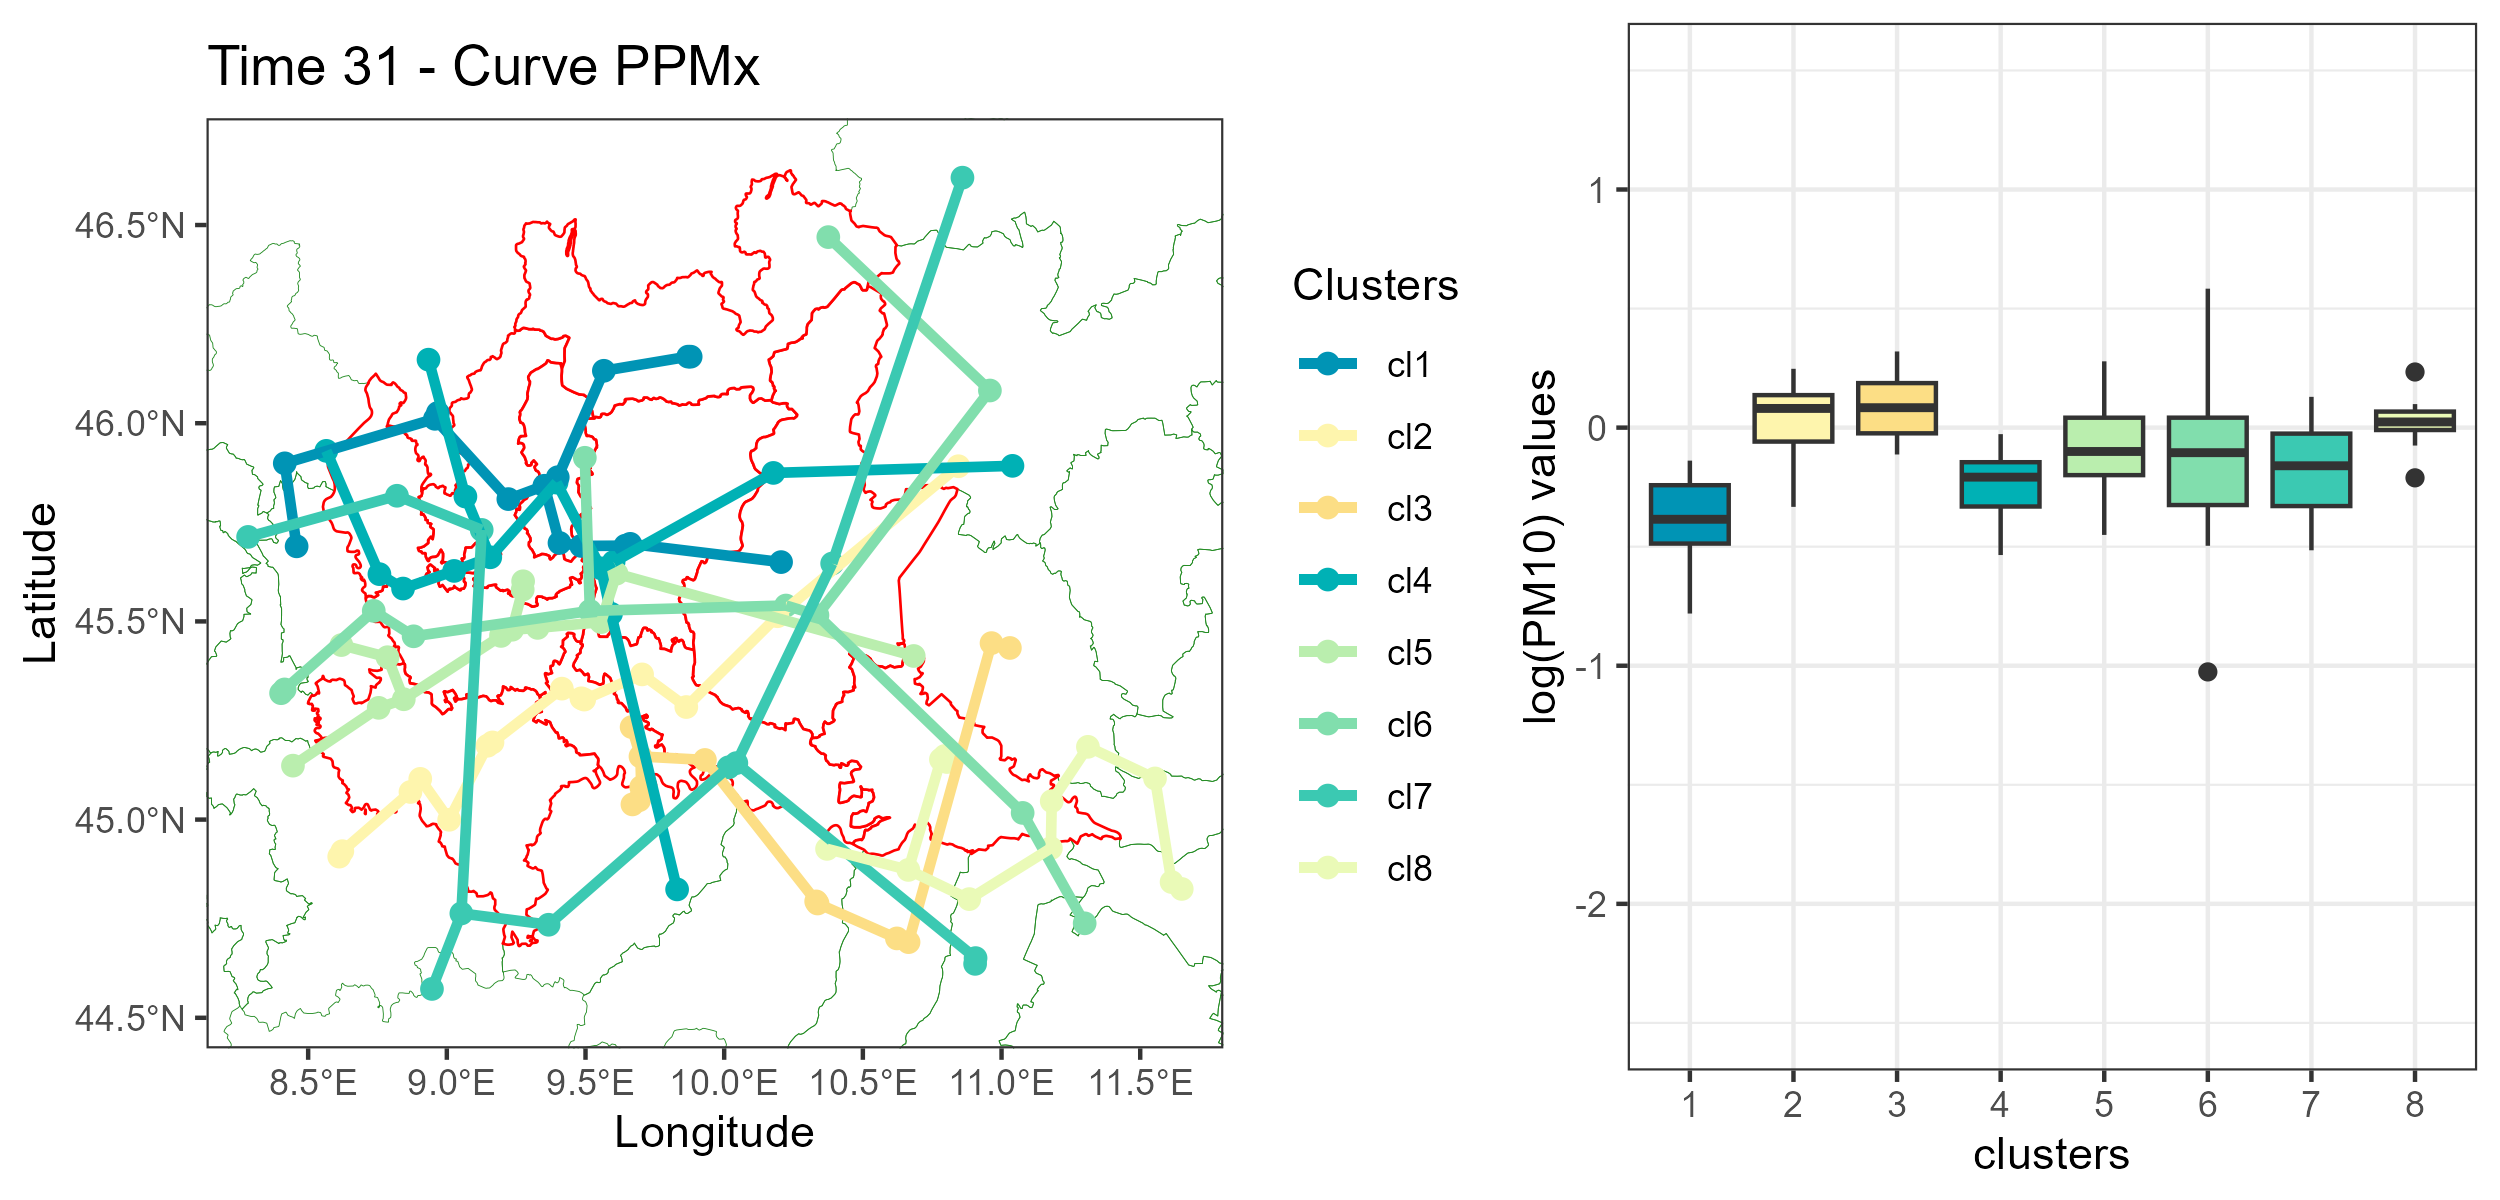 Time 31 - Curve PPMx
46.5°N
46.0°N
45.5°N
45.0°N
44.5°N
Latitude
8.5°E 9.0°E 9.5°E 10.0°E 10.5°E 11.0°E 11.5°E
Longitude
Clusters
cl1
cl2
cl3
cl4
cl5
cl6
cl7
cl8
log(PM10) values
1
0
-1
-2
1 2 3 4 5 6 7 8
clusters